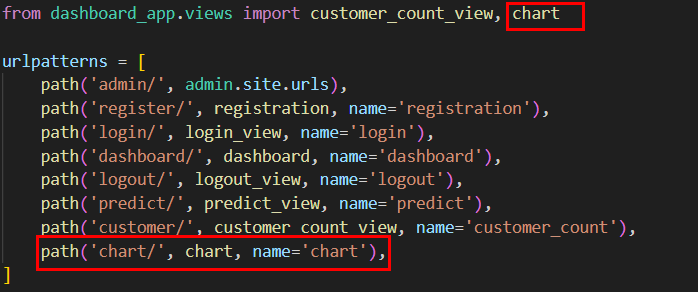 from dashboard_app.views import customer_count_view, chart
urlpatterns = [
path('admin/', admin.site.urls),
path('register/', registration, name='registration'),
path('login/', login_view, name='login'),
path('dashboard/', dashboard, name='dashboard'),
path('logout/', logout_view, name='logout'),
path('predict/', predict_view, name='predict'),
path('customer/', customer_count_view, name='customer_count'),
path('chart/', chart, name='chart'),
]